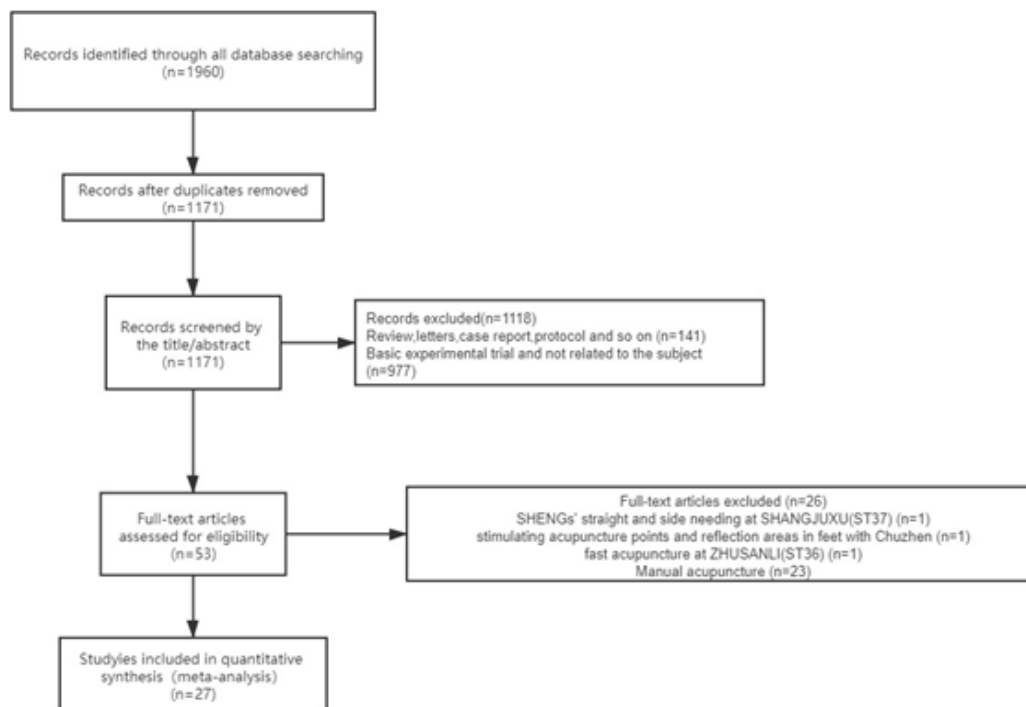 Records identified through all database searching
(n=1960)
Records after duplicates removed
(n=1171)
Records screened by
the title/abstract
(n=1171)
Records excluded(n=1118)
Review,letters,case report,protocol and so on (n=141)
Basic experimental trial and not related to the subject
(n=977)
Full-text articles
assessed for eligibility
(n=53)
Full-text articles excluded (n=26)
SHENGs' straight and side needing at SHANGJUXU(ST37) (n=1)
stimulating acupuncture points and reflection areas in feet with Chuzhen (n=1)
fast acupuncture at ZHUSANLI(ST36) (n=1)
Manual acupuncture (n=23)
Studyies included in quantitative
synthesis (meta-analysis)
(n=27)